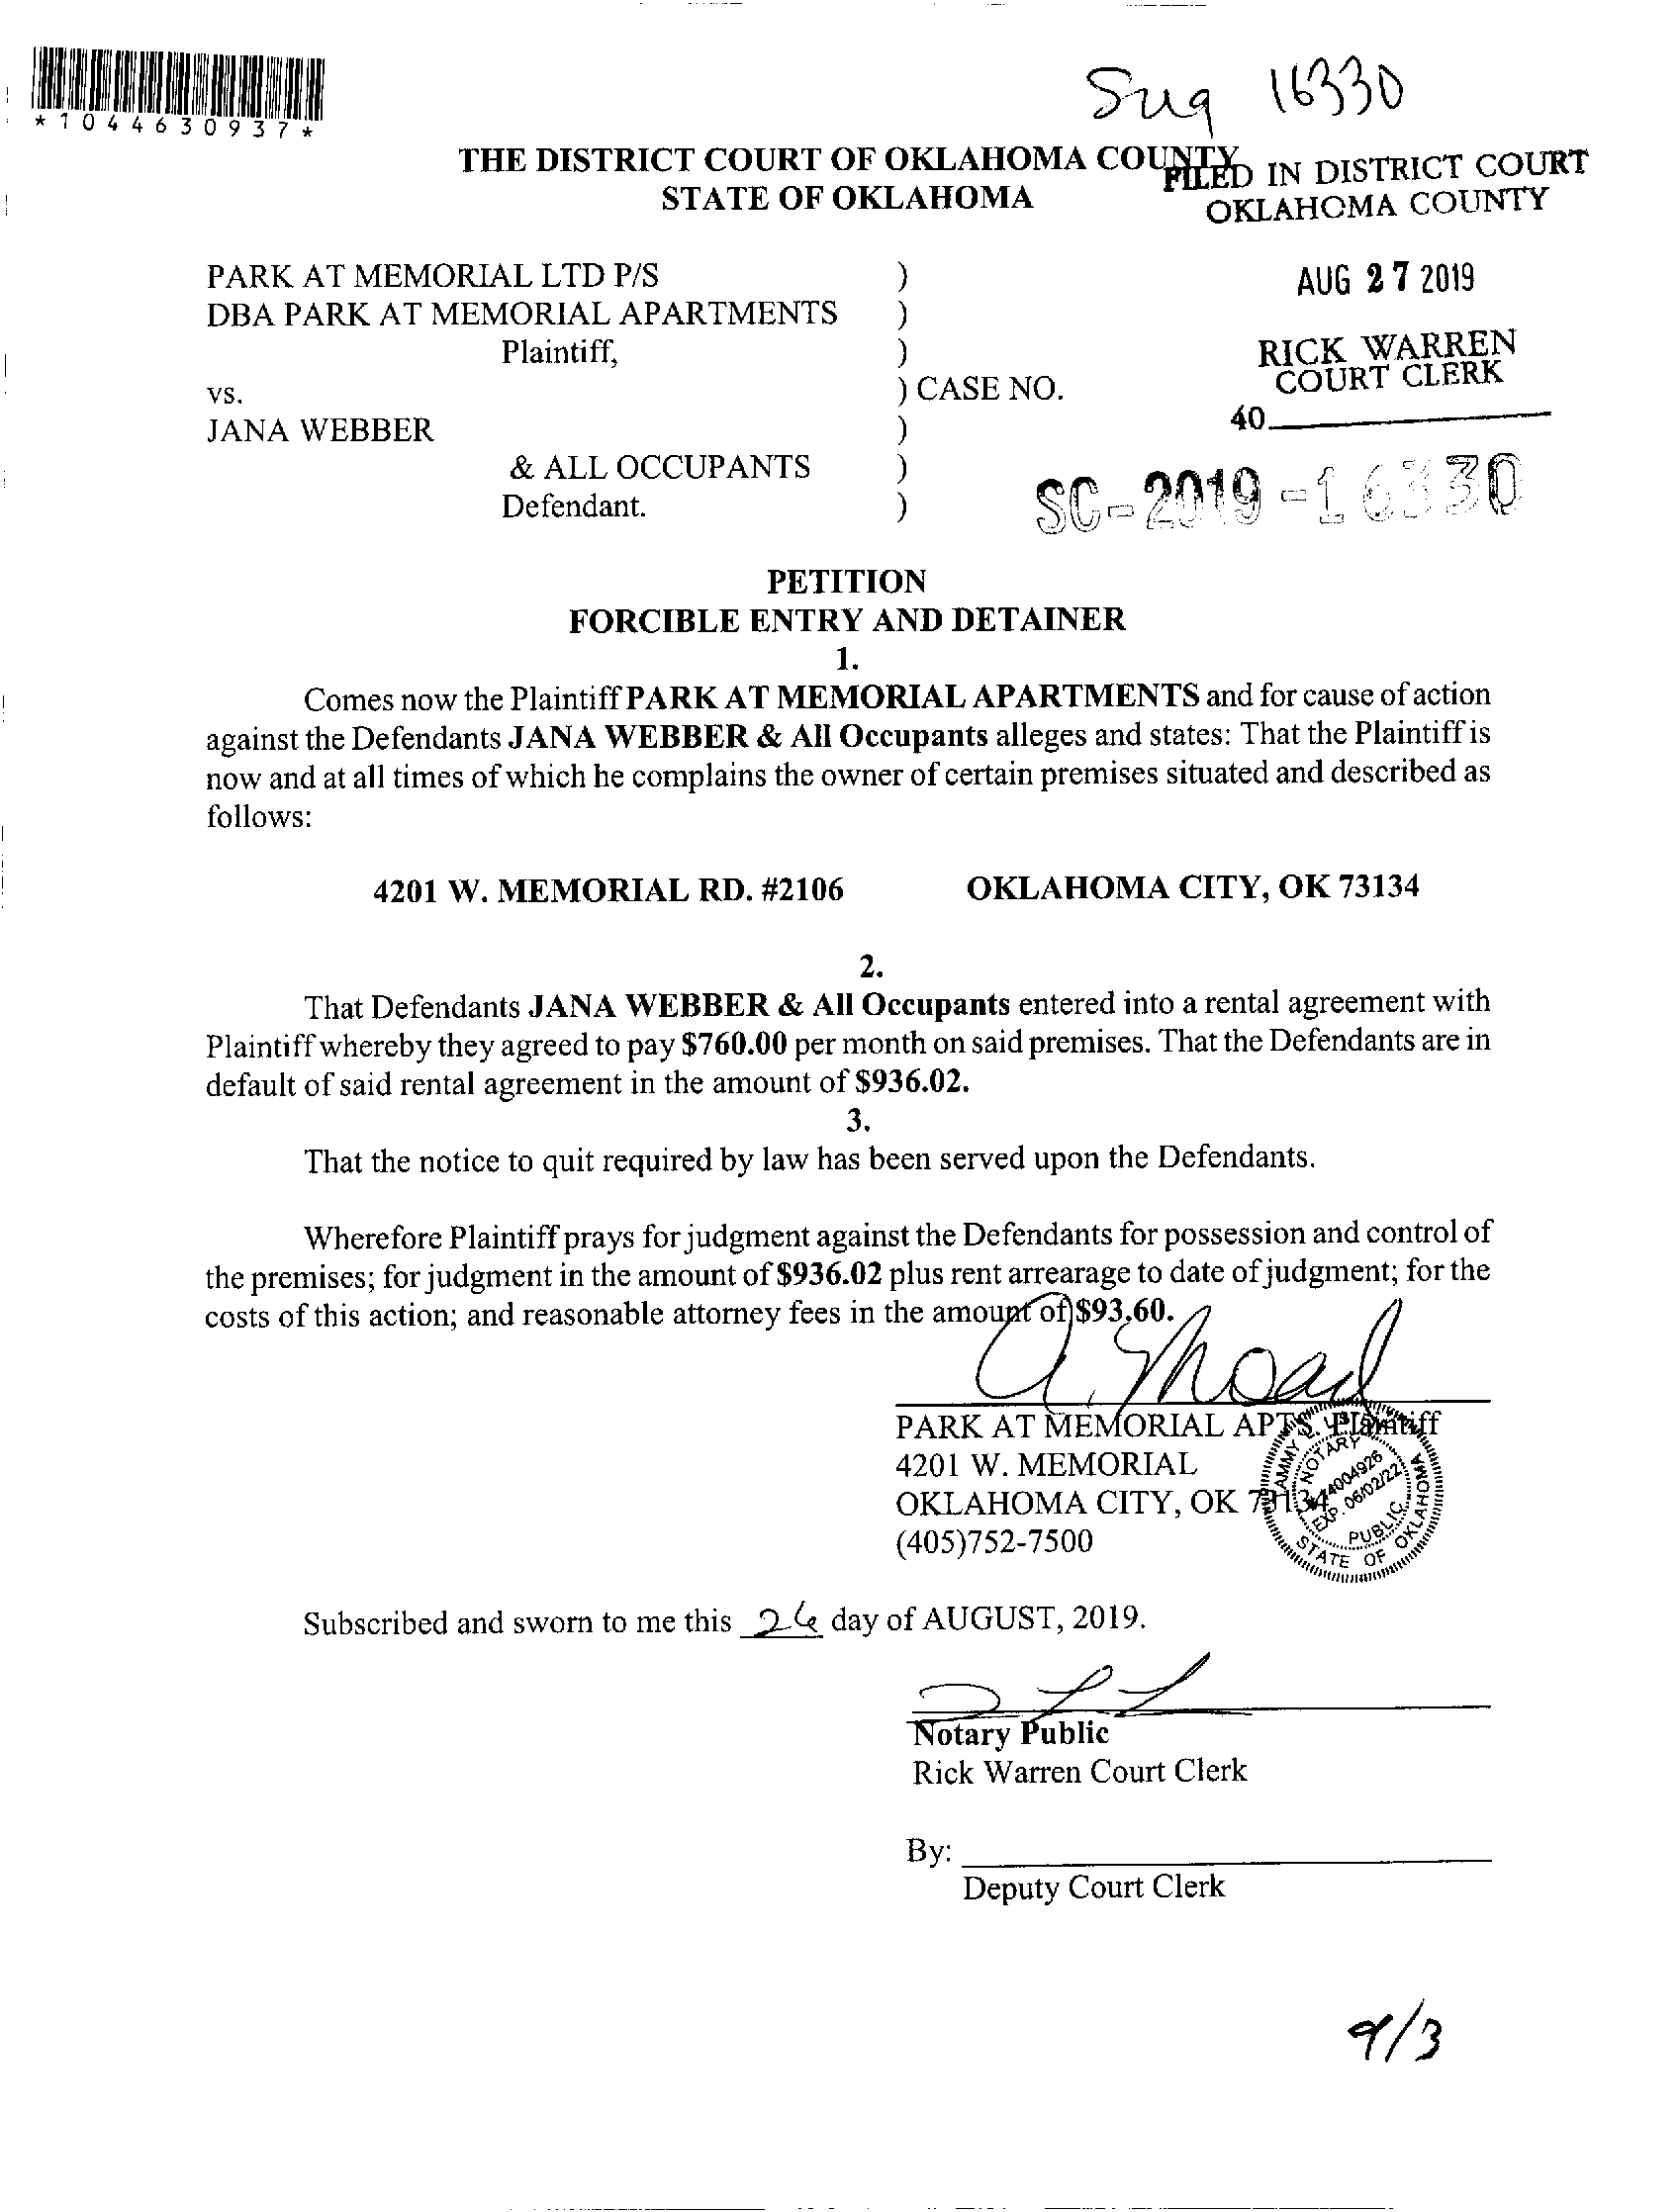 *1044630937*
16330
THE DISTRICT COURT OF OKLAHOMA COUNTY
STATE OF OKLAHOMA
FILED IN DISTRICT COURT
OKLAHOMA COUNTY
AUG 27 2019
RICK WARREN
COURT CLERK
40
PARK AT MEMORIAL LTD P/S )
DBA PARK AT MEMORIAL APARTMENTS )
Plaintiff, )
vs. ) CASE NO.
JANA WEBBER )
& ALL OCCUPANTS )
Defendant. )
SC-2019-16330
PETITION
FORCIBLE ENTRY AND DETAINER
1.
Comes now the Plaintiff PARK AT MEMORIAL APARTMENTS and for cause of action
against the Defendants JANA WEBBER & All Occupants alleges and states: That the Plaintiff is
now and at all times of which he complains the owner of certain premises situated and described as
follows:
4201 W. MEMORIAL RD. #2106 OKLAHOMA CITY, OK 73134
2.
That Defendants JANA WEBBER & All Occupants entered into a rental agreement with
Plaintiff whereby they agreed to pay $760.00 per month on said premises. That the Defendants are in
default of said rental agreement in the amount of $936.02.
3.
That the notice to quit required by law has been served upon the Defendants.
Wherefore Plaintiff prays for judgment against the Defendants for possession and control of
the premises; for judgment in the amount of $936.02 plus rent arrearage to date of judgment; for the
costs of this action; and reasonable attorney fees in the amount of $93.60.
PARK AT MEMORIAL APTS. Plaintiff
4201 W. MEMORIAL
OKLAHOMA CITY, OK 73134
(405)752-7500
NOTARY
EXP. 06/02/22
PUBLIC
STATE OF OKLAHOMA
Subscribed and sworn to me this 26 day of AUGUST, 2019.
Notary Public
Rick Warren Court Clerk
By:
Deputy Court Clerk
9/3